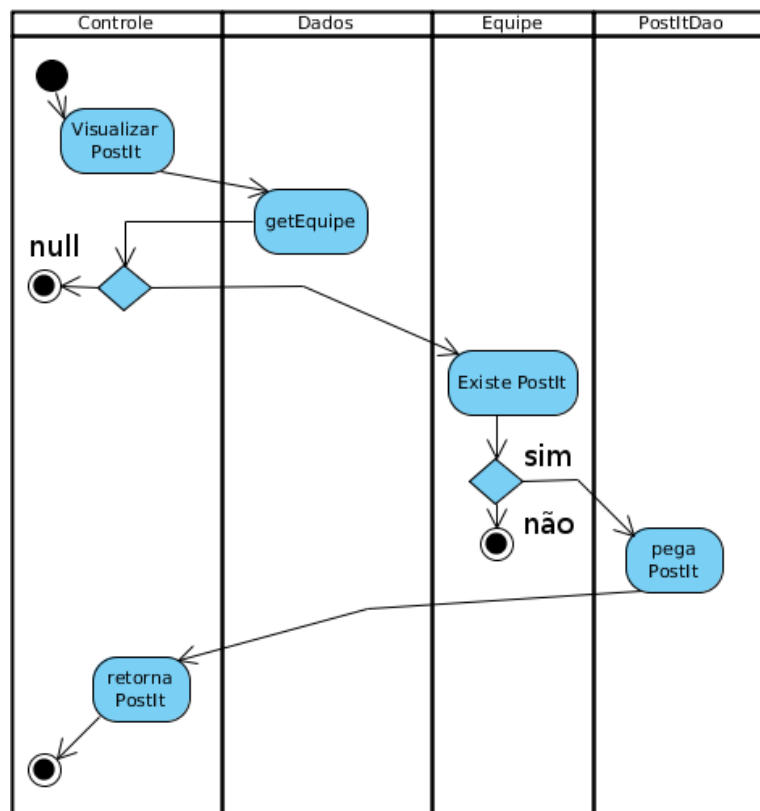 Controle
Dados
Equipe
PostItDao
Visualizar
PostIt
getEquipe
null
Existe PostIt
sim
não
pega
PostIt
retorna
PostIt